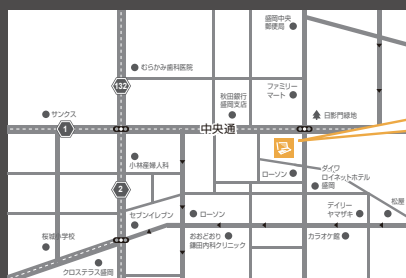 盛岡中央
郵便局
むらかみ歯科医院
132
ファミリー
マート
秋田銀行
盛岡支店
サンクス
日影門緑地
1
中央通
小林産婦人科
ローソン
ダイワ
ロイネットホテル
盛岡
2
セブンイレブン
ローソン
デイリー
ヤマザキ
松屋
桜城小学校
おおどおり
鎌田内科クリニック
カラオケ館
クロステラス盛岡